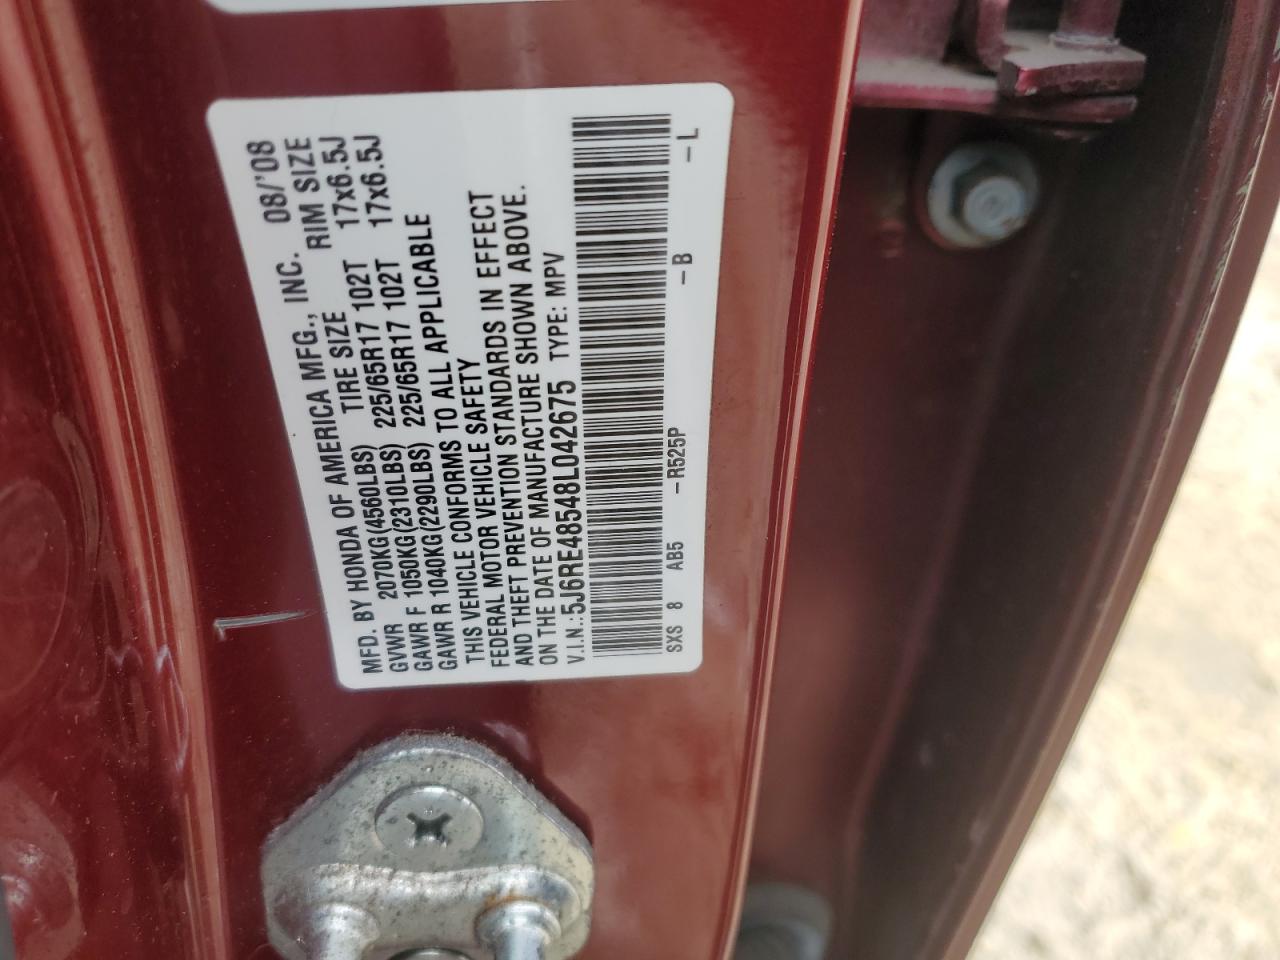 MFD. BY HONDA OF AMERICA MFG., INC. 08/'08
GVWR 2070KG(4560LBS) TIRE SIZE RIM SIZE
GAWR F 1050KG(2310LBS) 225/65R17 102T 17x6.5J
GAWR R 1040KG(2290LBS) 225/65R17 102T 17x6.5J
THIS VEHICLE CONFORMS TO ALL APPLICABLE
FEDERAL MOTOR VEHICLE SAFETY
AND THEFT PREVENTION STANDARDS IN EFFECT
ON THE DATE OF MANUFACTURE SHOWN ABOVE.
V.I.N.:5J6RE48548L042675 TYPE: MPV
SXS 8 AB5 -R525P -B -L